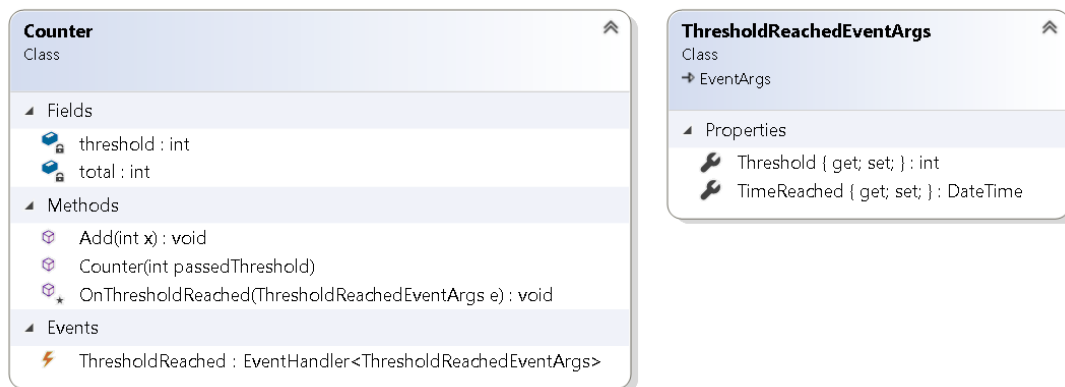 Counter
Class
Fields
threshold : int
total : int
Methods
Add(int x) : void
Counter(int passedThreshold)
OnThresholdReached(ThresholdReachedEventArgs e) : void
Events
ThresholdReached : EventHandler<ThresholdReachedEventArgs>
ThresholdReachedEventArgs
Class
EventArgs
Properties
Threshold { get; set; } : int
TimeReached { get; set; } : DateTime